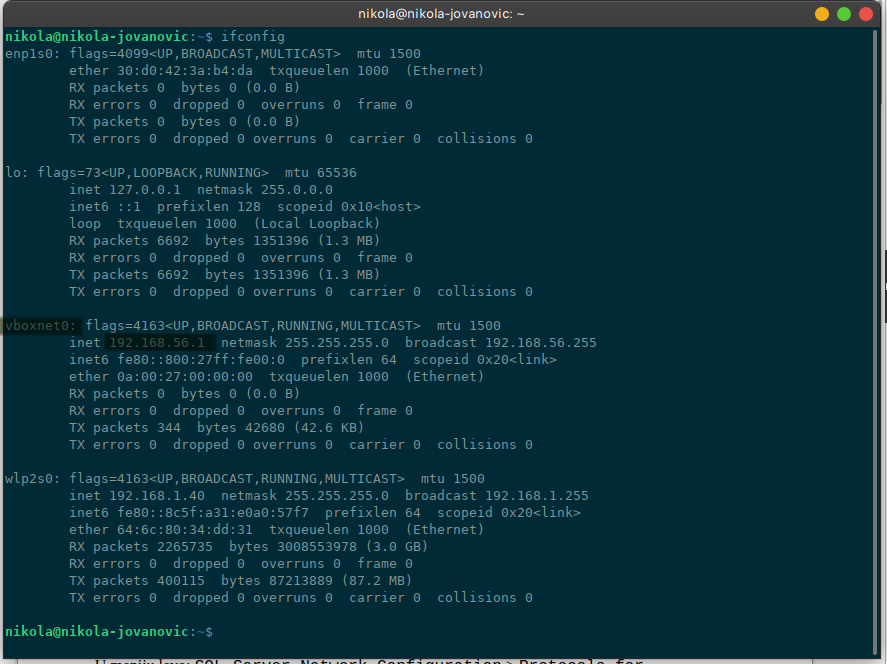 nikola@nikola-jovanovic: ~
nikola@nikola-jovanovic:~$ ifconfig
enp1s0: flags=4099<UP,BROADCAST,MULTICAST>  mtu 1500
        ether 30:d0:42:3a:b4:da  txqueuelen 1000  (Ethernet)
        RX packets 0  bytes 0 (0.0 B)
        RX errors 0  dropped 0  overruns 0  frame 0
        TX packets 0  bytes 0 (0.0 B)
        TX errors 0  dropped 0 overruns 0  carrier 0  collisions 0

lo: flags=73<UP,LOOPBACK,RUNNING>  mtu 65536
        inet 127.0.0.1  netmask 255.0.0.0
        inet6 ::1  prefixlen 128  scopeid 0x10<host>
        loop  txqueuelen 1000  (Local Loopback)
        RX packets 6692  bytes 1351396 (1.3 MB)
        RX errors 0  dropped 0  overruns 0  frame 0
        TX packets 6692  bytes 1351396 (1.3 MB)
        TX errors 0  dropped 0 overruns 0  carrier 0  collisions 0

vboxnet0: flags=4163<UP,BROADCAST,RUNNING,MULTICAST>  mtu 1500
        inet 192.168.56.1  netmask 255.255.255.0  broadcast 192.168.56.255
        inet6 fe80::800:27ff:fe00:0  prefixlen 64  scopeid 0x20<link>
        ether 0a:00:27:00:00:00  txqueuelen 1000  (Ethernet)
        RX packets 0  bytes 0 (0.0 B)
        RX errors 0  dropped 0  overruns 0  frame 0
        TX packets 344  bytes 42680 (42.6 KB)
        TX errors 0  dropped 0 overruns 0  carrier 0  collisions 0

wlp2s0: flags=4163<UP,BROADCAST,RUNNING,MULTICAST>  mtu 1500
        inet 192.168.1.40  netmask 255.255.255.0  broadcast 192.168.1.255
        inet6 fe80::8c5f:a31:e0a0:57f7  prefixlen 64  scopeid 0x20<link>
        ether 64:6c:80:34:dd:31  txqueuelen 1000  (Ethernet)
        RX packets 2265735  bytes 3008553978 (3.0 GB)
        RX errors 0  dropped 0  overruns 0  frame 0
        TX packets 400115  bytes 87213889 (87.2 MB)
        TX errors 0  dropped 0 overruns 0  carrier 0  collisions 0

nikola@nikola-jovanovic:~$
SQL Server Network Configuration > Protocols for